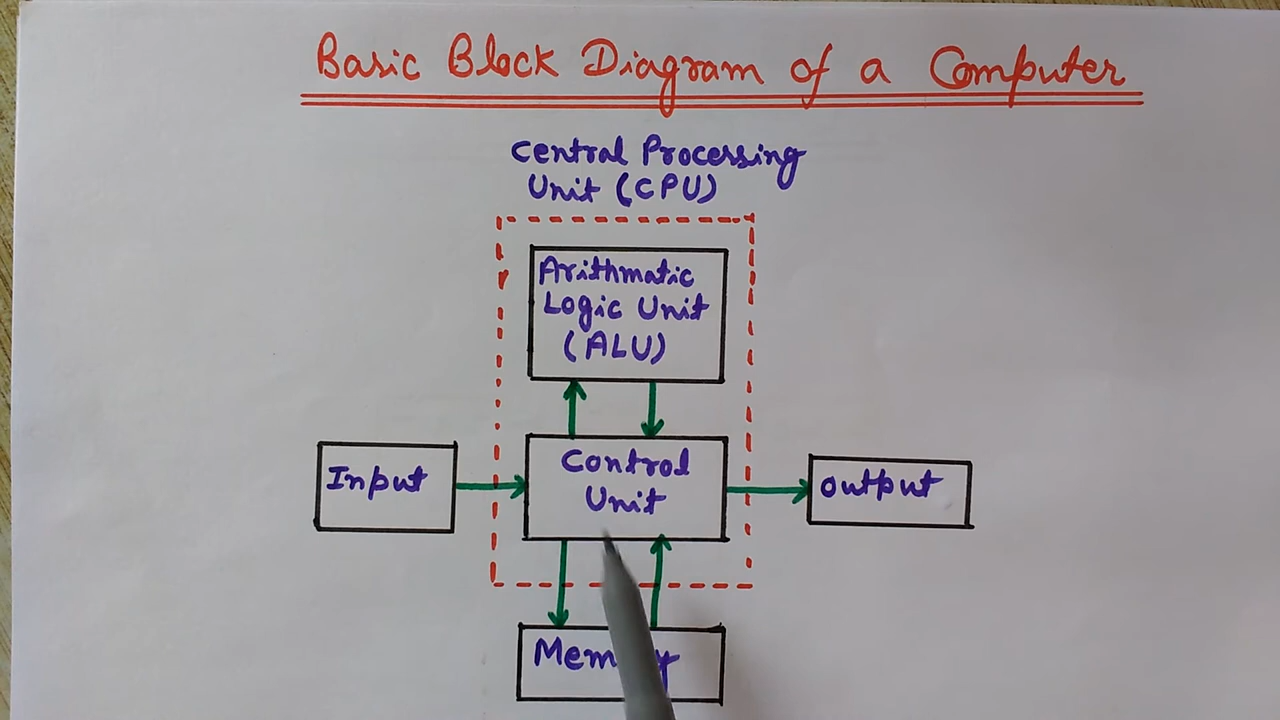 Basic Block Diagram of a Computer
Central Processing
Unit (CPU)
Arithmatic
Logic Unit
(ALU)
Input
Control
Unit
Output